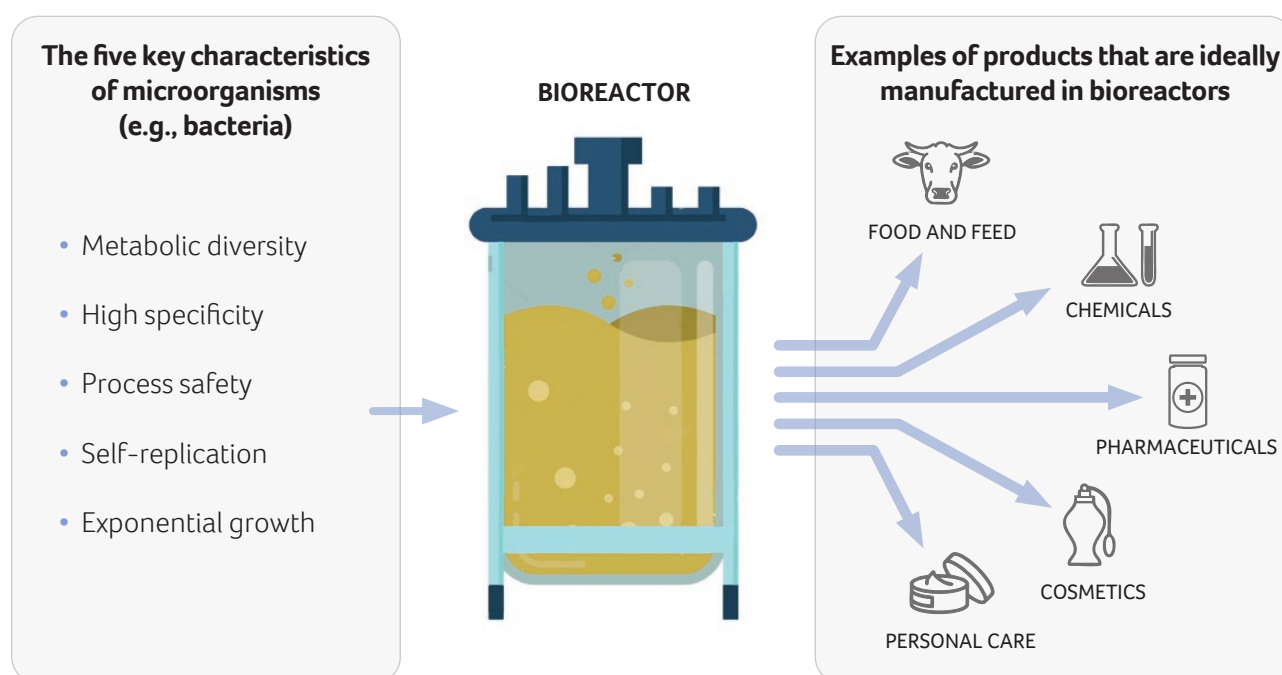 The five key characteristics
of microorganisms
(e.g., bacteria)
• Metabolic diversity
• High specificity
• Process safety
• Self-replication
• Exponential growth
BIOREACTOR
Examples of products that are ideally
manufactured in bioreactors
FOOD AND FEED
CHEMICALS
PHARMACEUTICALS
COSMETICS
PERSONAL CARE